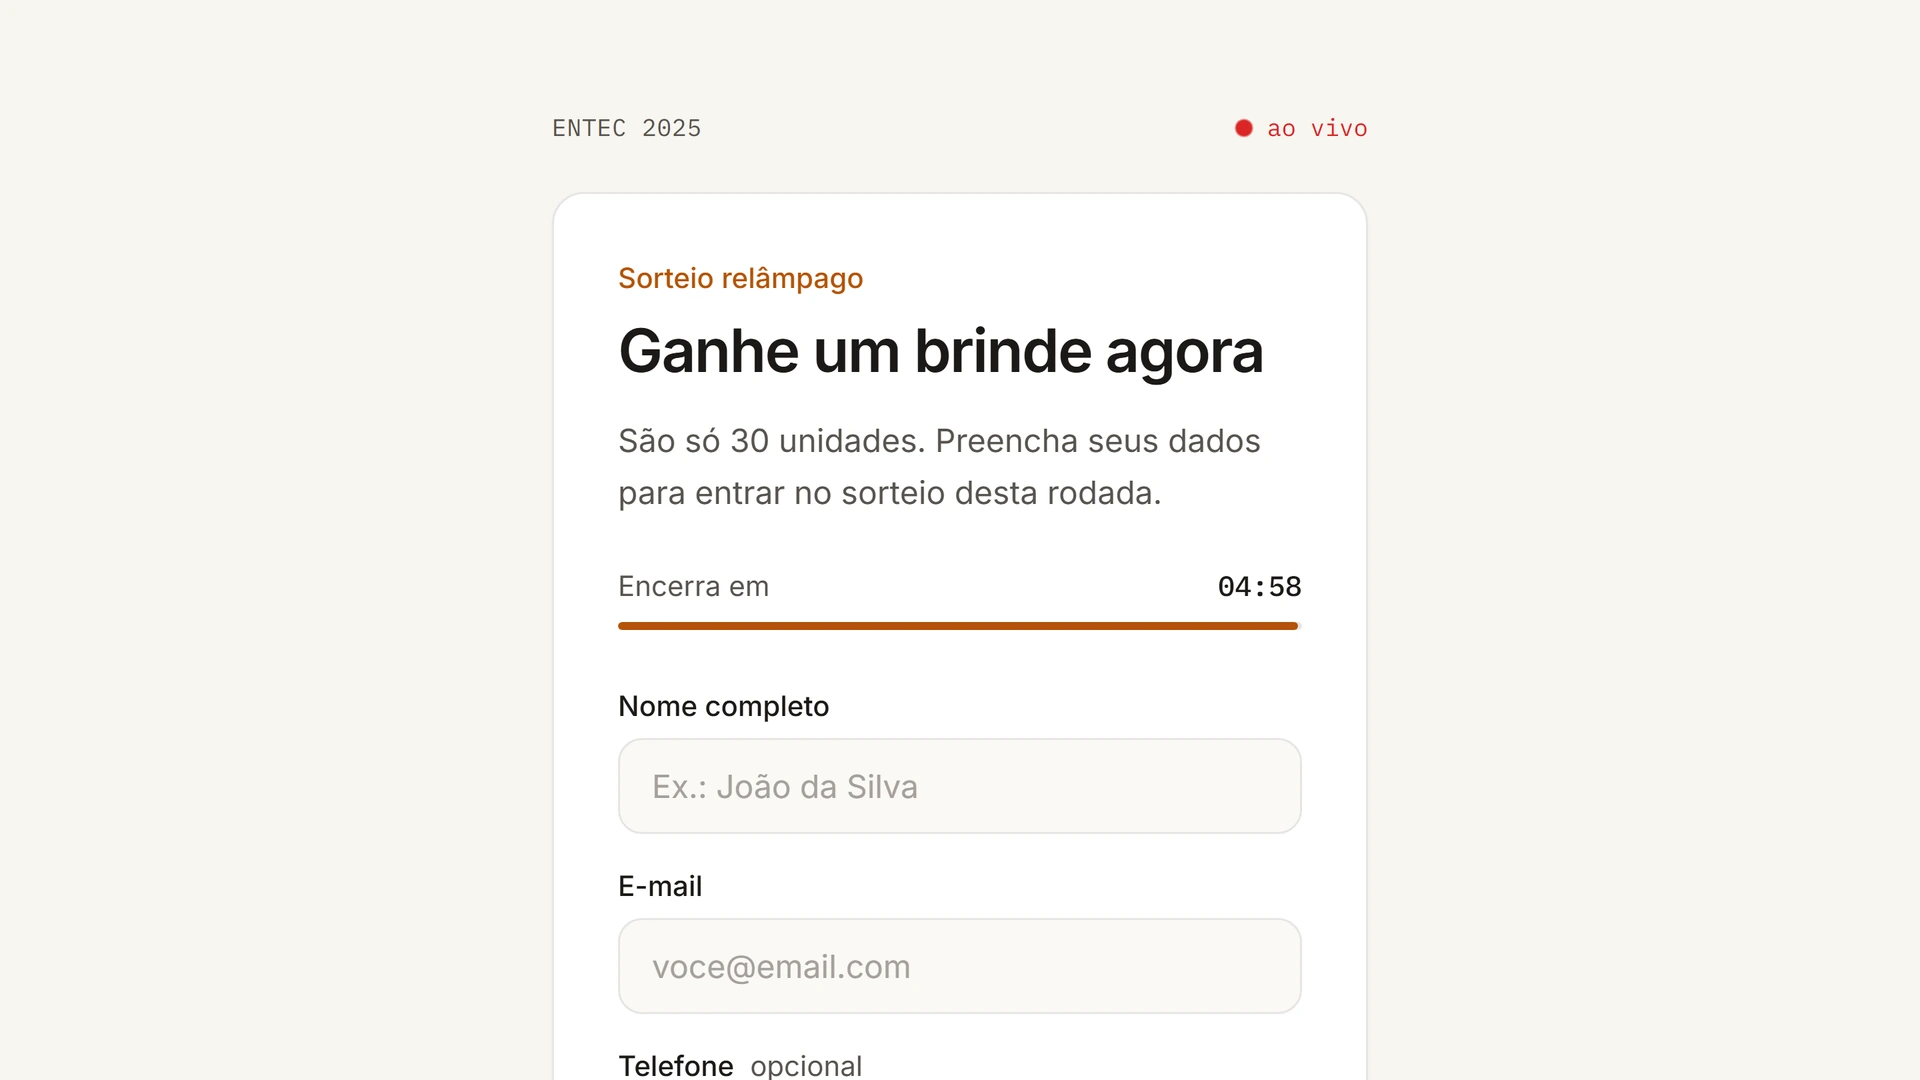 ENTEC 2025
ao vivo
Sorteio relâmpago
Ganhe um brinde agora
São só 30 unidades. Preencha seus dados
para entrar no sorteio desta rodada.
Encerra em 04:58
Nome completo
Ex.: João da Silva
E-mail
voce@email.com
Telefone opcional